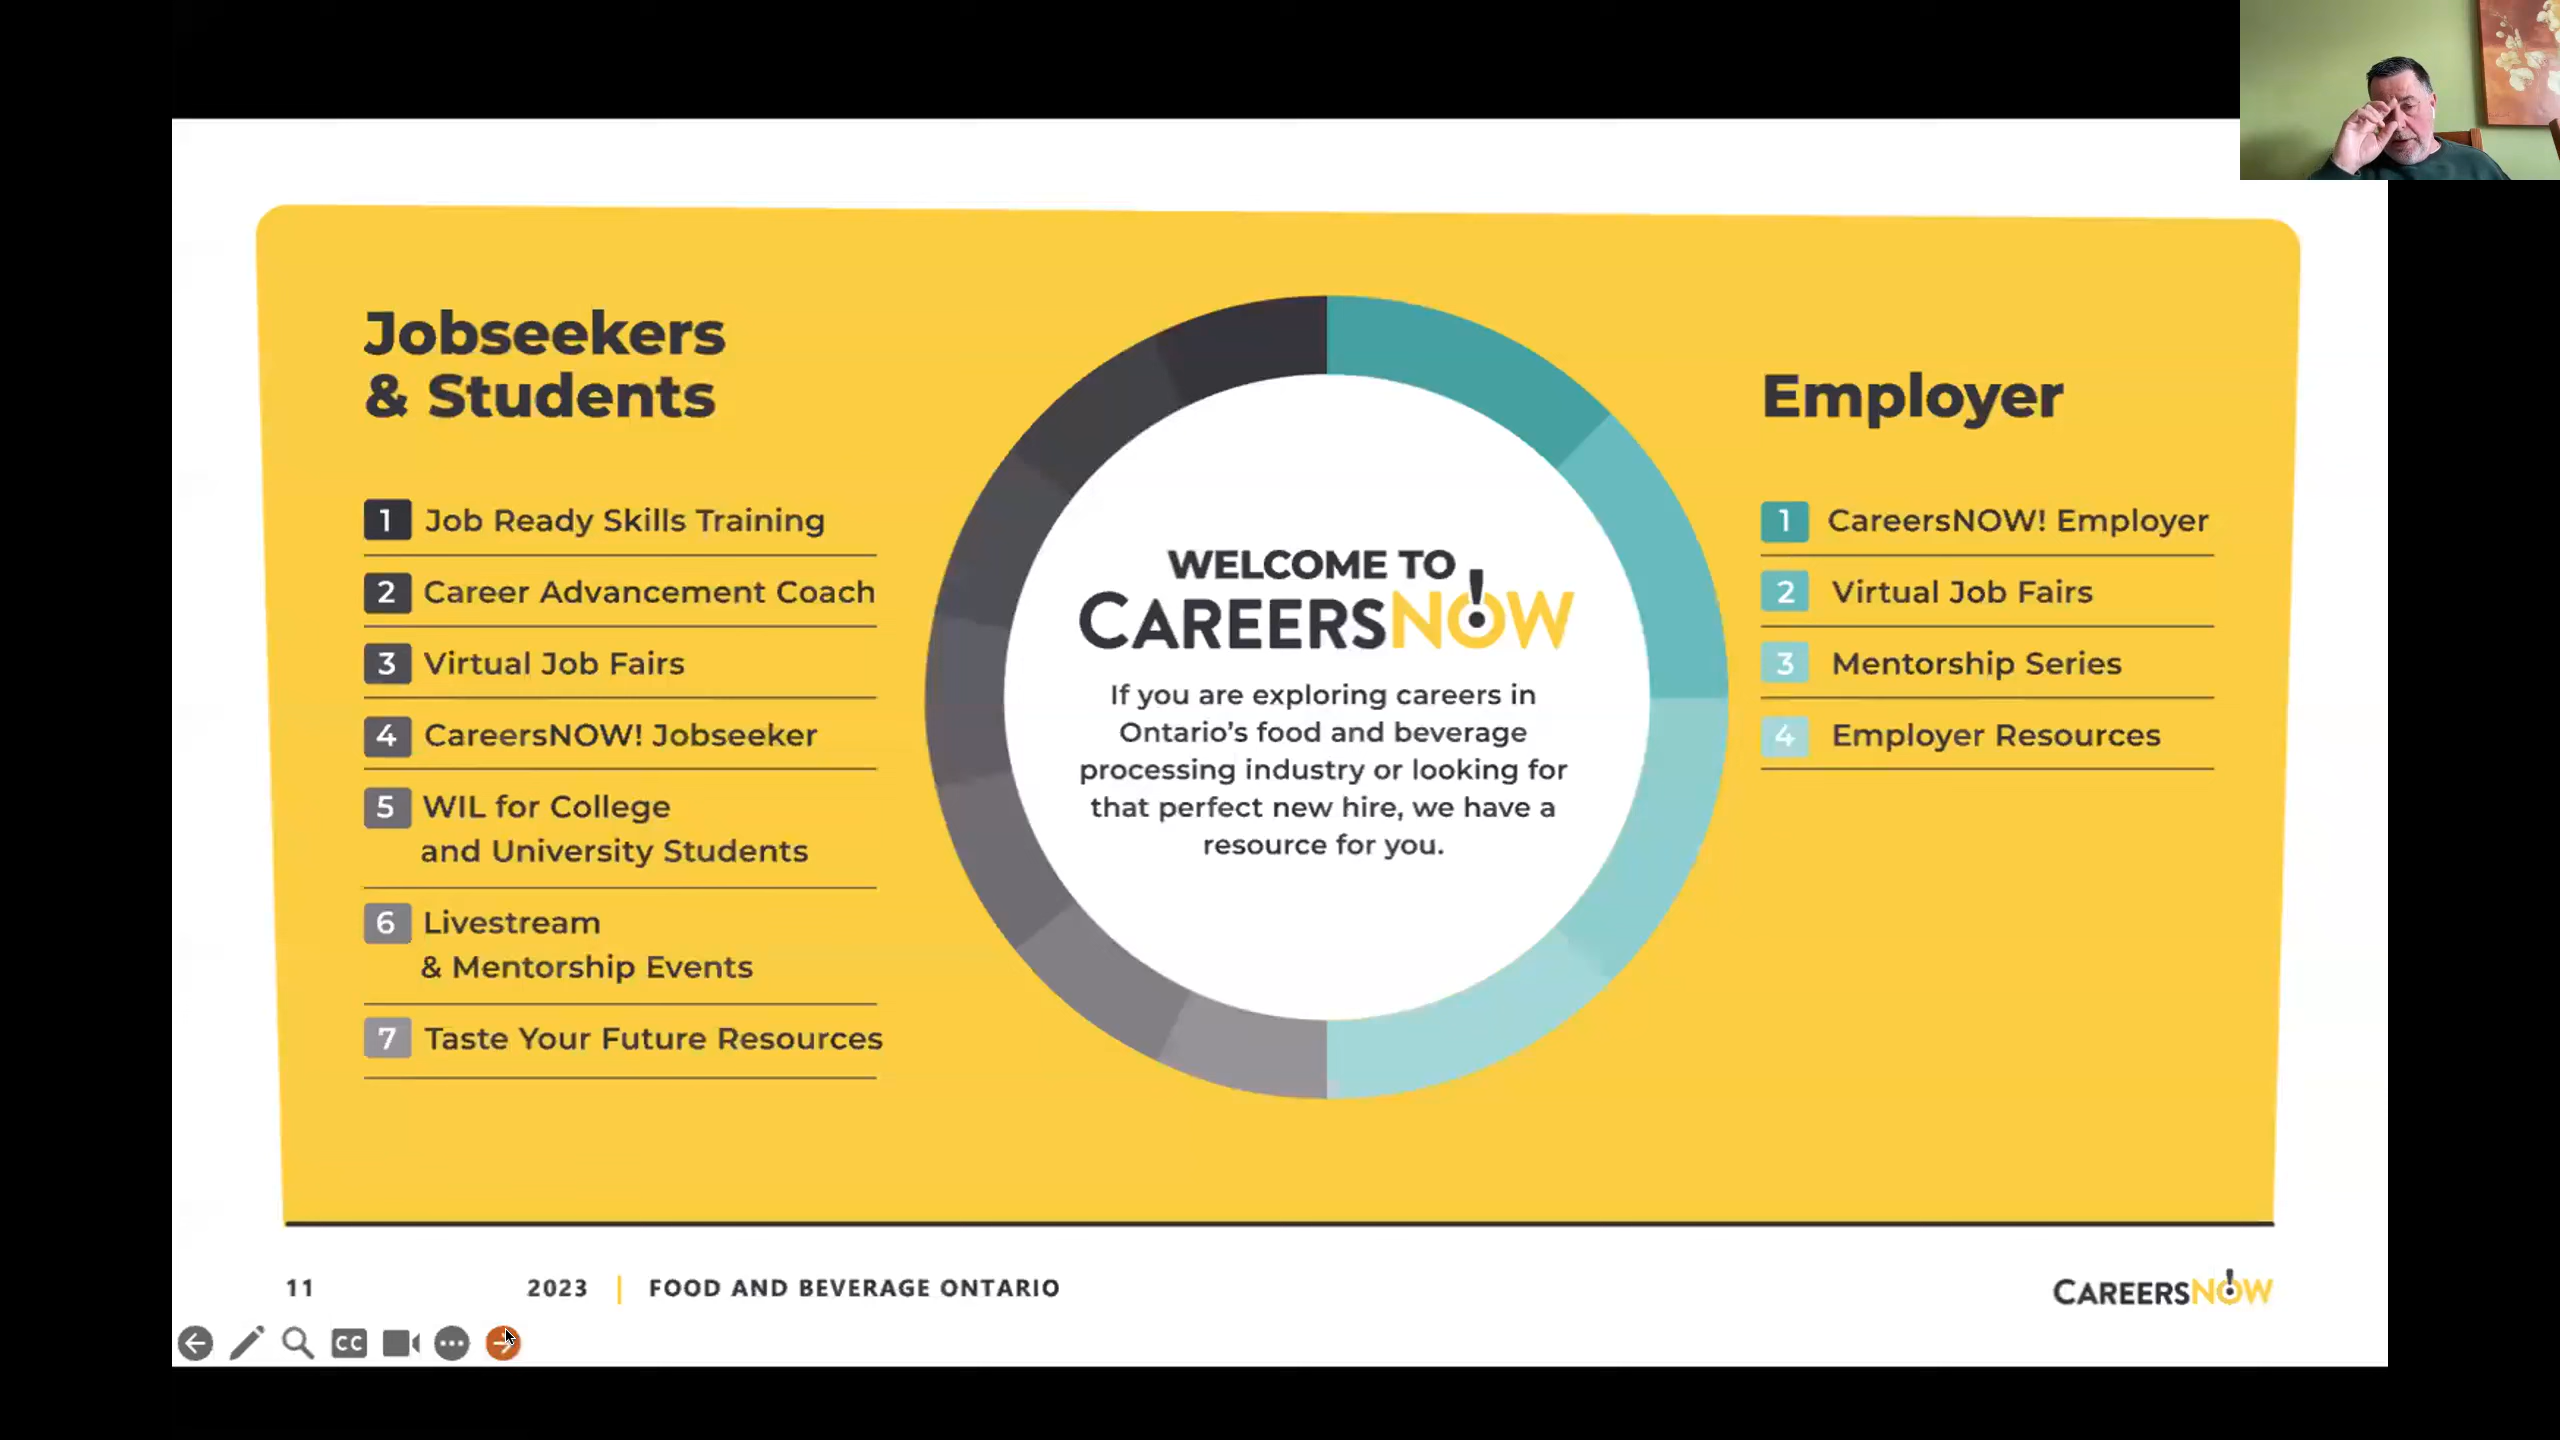 Jobseekers
& Students
1 Job Ready Skills Training
2 Career Advancement Coach
3 Virtual Job Fairs
4 CareersNOW! Jobseeker
5 WIL for College
and University Students
6 Livestream
& Mentorship Events
7 Taste Your Future Resources
WELCOME TO
CAREERSNOW!
If you are exploring careers in
Ontario's food and beverage
processing industry or looking for
that perfect new hire, we have a
resource for you.
Employer
1 CareersNOW! Employer
2 Virtual Job Fairs
3 Mentorship Series
4 Employer Resources
11 2023 | FOOD AND BEVERAGE ONTARIO
CAREERSNOW!
CC